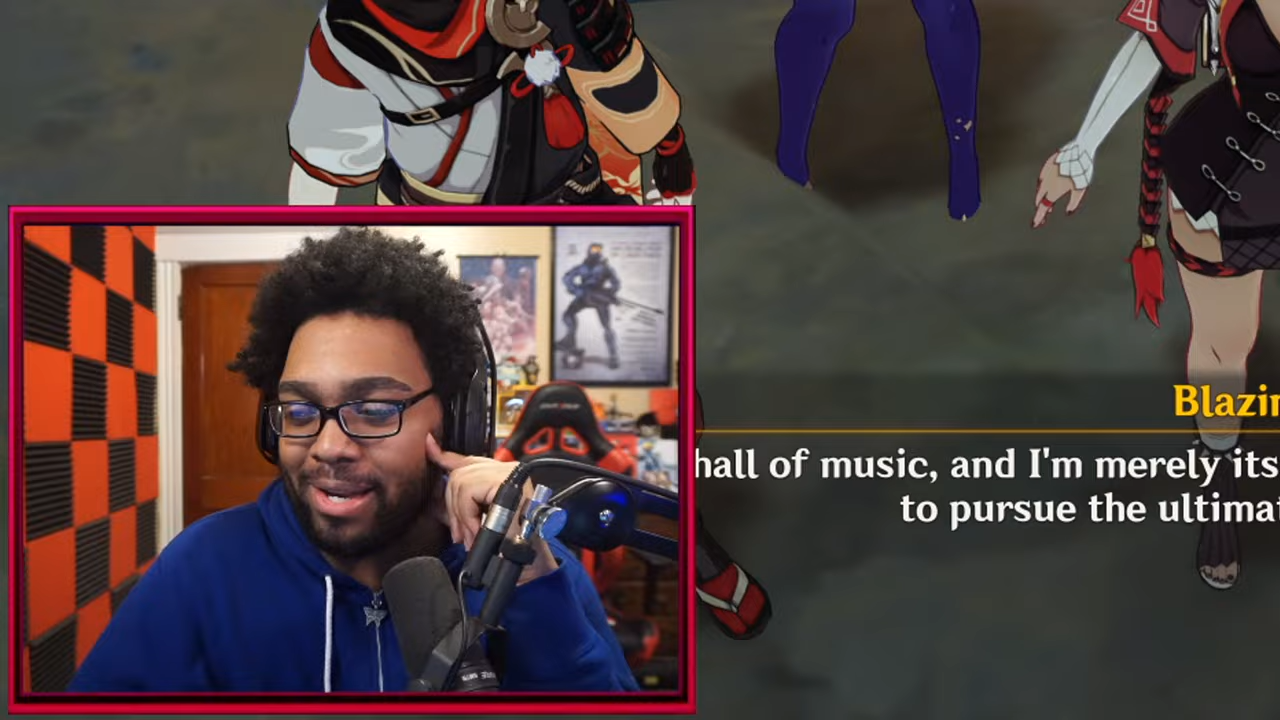 Blazin
hall of music, and I'm merely its
to pursue the ultimat